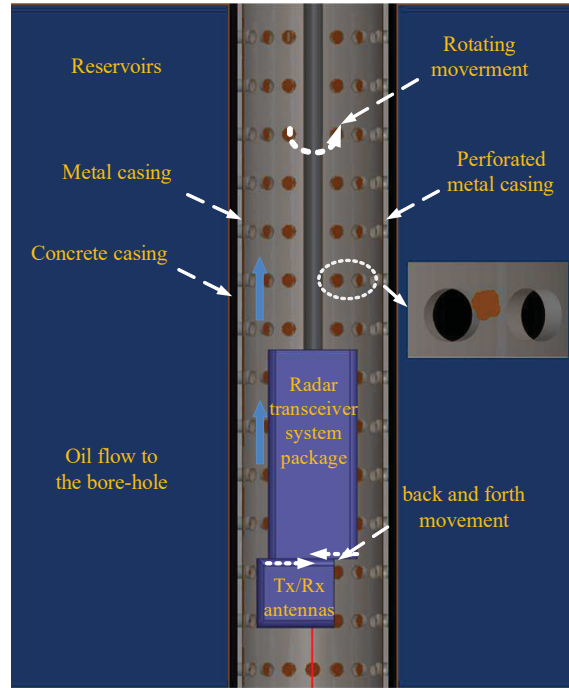 Reservoirs
Rotating
moverment
Metal casing
Perforated
metal casing
Concrete casing
Radar
transceiver
system
package
Oil flow to
the bore-hole
back and forth
movement
Tx/Rx
antennas